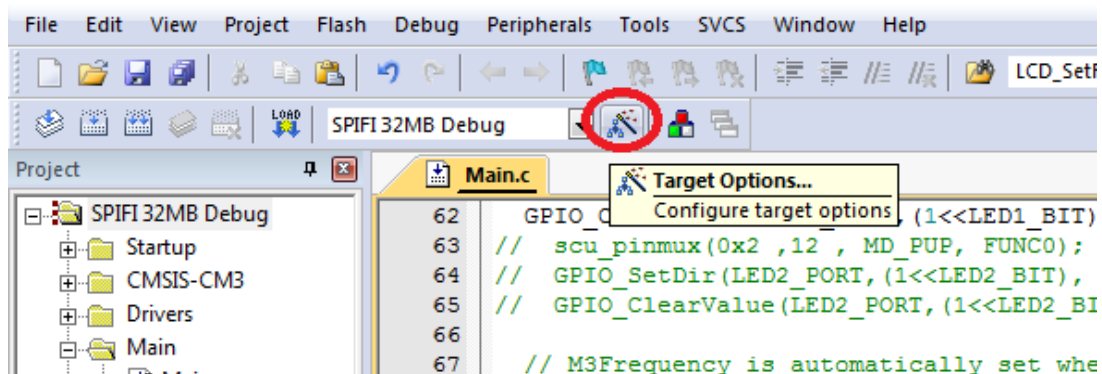 File Edit View Project Flash Debug Peripherals Tools SVCS Window Help
LCD_SetF
LOAD SPIFI 32MB Debug
Project
Main.c
Target Options...
Configure target options
SPIFI 32MB Debug
Startup
CMSIS-CM3
Drivers
Main
62 GPIO_C ,(1<<LED1_BIT)
63 // scu_pinmux(0x2 ,12 , MD_PUP, FUNC0);
64 // GPIO_SetDir(LED2_PORT,(1<<LED2_BIT),
65 // GPIO_ClearValue(LED2_PORT,(1<<LED2_BI
66
67 // M3Frequency is automatically set whe